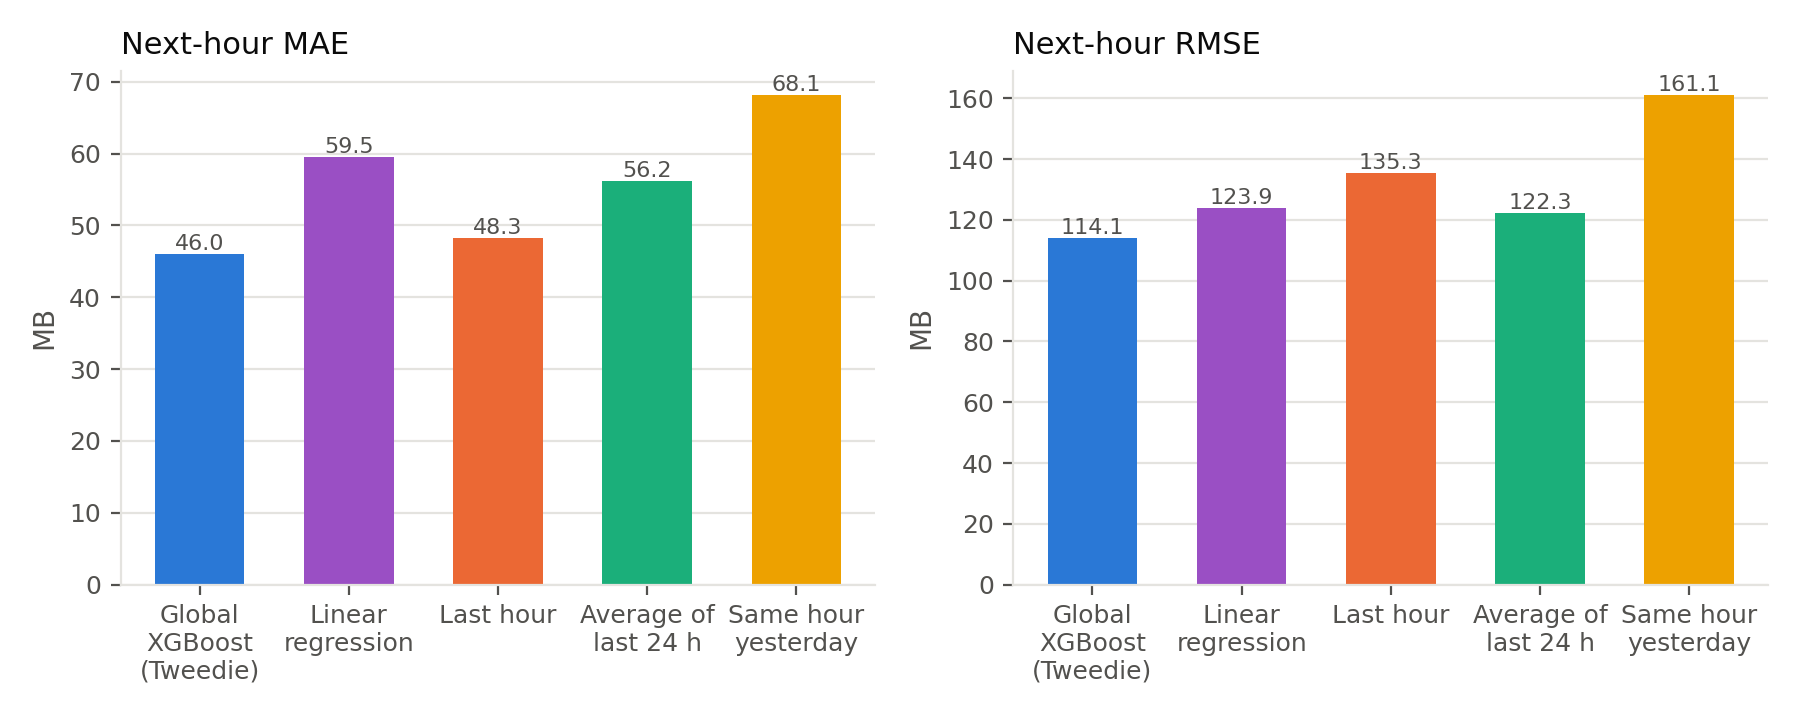 Next-hour MAE
MB
70
60
50
40
30
20
10
0
46.0
59.5
48.3
56.2
68.1
Global
XGBoost
(Tweedie)
Linear
regression
Last hour
Average of
last 24 h
Same hour
yesterday
Next-hour RMSE
MB
160
140
120
100
80
60
40
20
0
114.1
123.9
135.3
122.3
161.1
Global
XGBoost
(Tweedie)
Linear
regression
Last hour
Average of
last 24 h
Same hour
yesterday